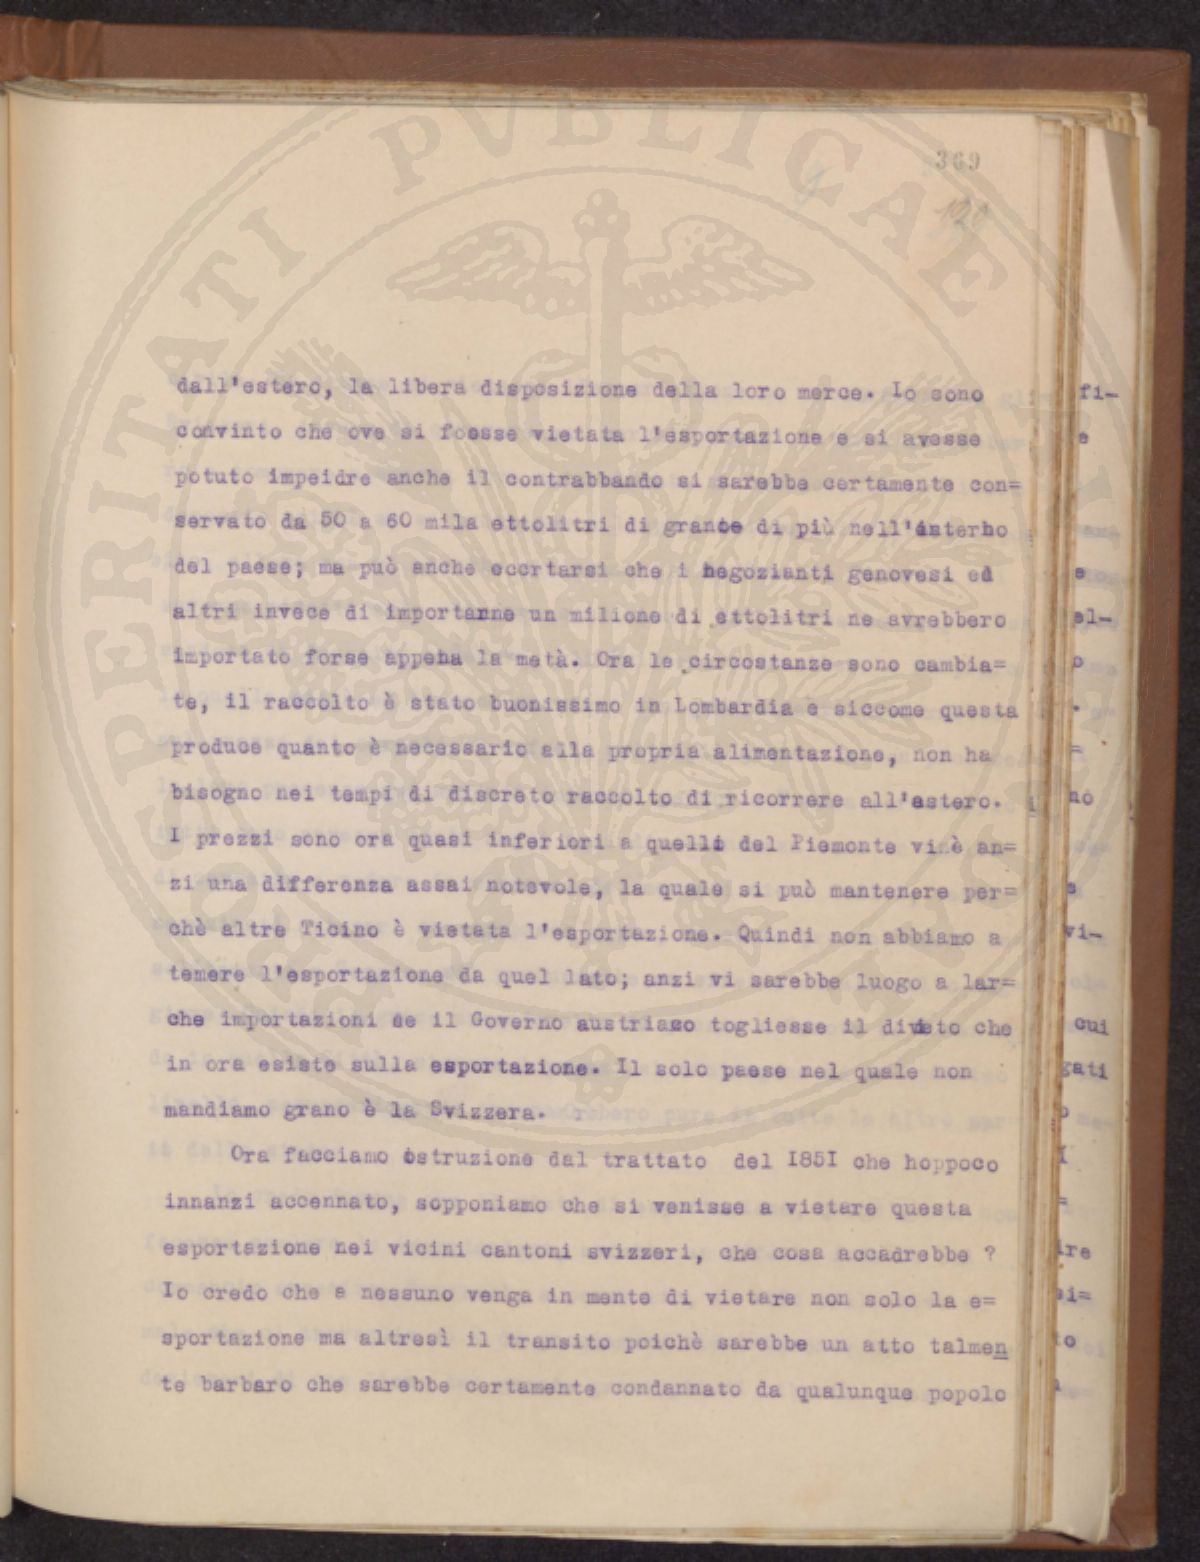 PROSPERITATI PVBLICAE
369
dall'estero, la libera disposizione della loro merce. Io sono
convinto che ove si foesse vietata l'esportazione e si avesse
potuto impeidre anche il contrabbando si sarebbe certamente con=
servato da 50 a 60 mila ettolitri di grance di più nell'interno
del paese; ma può anche eccrtarsi che i negozianti genovesi ed
altri invece di importarnne un milione di ettolitri ne avrebbero
importato forse appena la metà. Ora le circostanze sono cambia=
te, il raccolto è stato buonissimo in Lombardia e siccome questa
produce quanto è necessario alla propria alimentazione, non ha
bisogno nei tempi di discreto raccolto di ricorrere all'astero.
I prezzi sono ora quasi inferiori a quelli del Piemonte vi è an=
zi una differenza assai notevole, la quale si può mantenere per=
chè altre Ticino è vietata l'esportazione. Quindi non abbiamo a
temere l'esportazione da quel lato; anzi vi sarebbe luogo a lar=
che importazioni se il Governo austriaco togliesse il divieto che
in ora esiste sulla esportazione. Il solo paese nel quale non
mandiamo grano è la Svizzera.
Ora facciamo astruzione dal trattato del I85I che hoppoco
innanzi accennato, sopponiamo che si venisse a vietare questa
esportazione nei vicini cantoni svizzeri, che cosa accadrebbe ?
Io credo che a nessuno venga in mente di vietare non solo la e=
sportazione ma altresì il transito poichè sarebbe un atto talmen
te barbaro che sarebbe certamente condannato da qualunque popolo